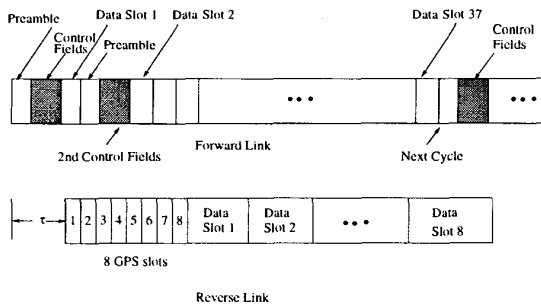 Preamble
Control
Fields
Data Slot 1
Preamble
Data Slot 2
Data Slot 37
Control
Fields
•••
•••
2nd Control Fields
Forward Link
Next Cycle
τ
1 2 3 4 5 6 7 8
Data
Slot 1
Data
Slot 2
•••
Data
Slot 8
8 GPS slots
Reverse Link